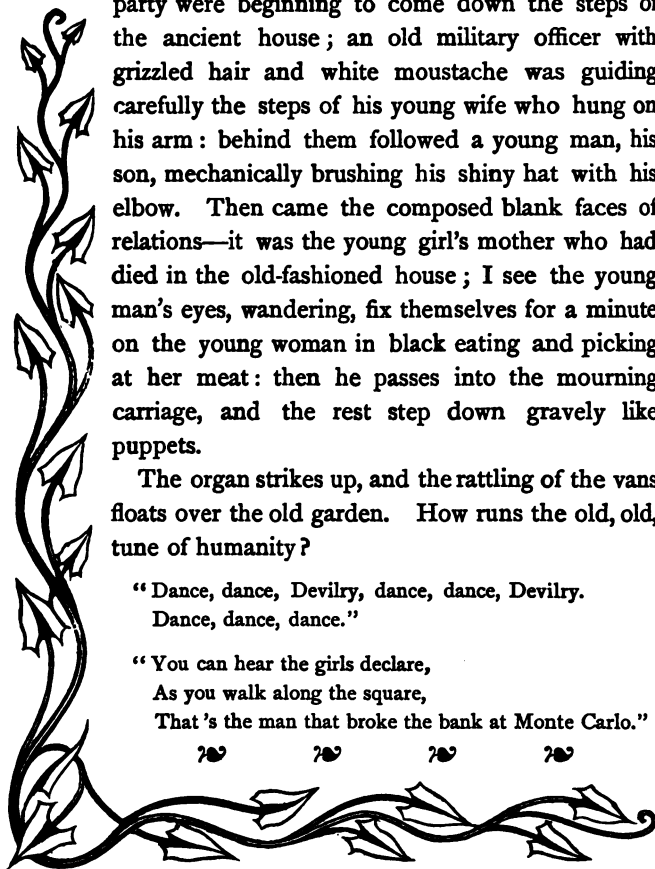 party were beginning to come down the steps of
the ancient house; an old military officer with
grizzled hair and white moustache was guiding
carefully the steps of his young wife who hung on
his arm: behind them followed a young man, his
son, mechanically brushing his shiny hat with his
elbow. Then came the composed blank faces of
relations—it was the young girl's mother who had
died in the old-fashioned house; I see the young
man's eyes, wandering, fix themselves for a minute
on the young woman in black eating and picking
at her meat: then he passes into the mourning
carriage, and the rest step down gravely like
puppets.
The organ strikes up, and the rattling of the vans
floats over the old garden. How runs the old, old,
tune of humanity?
"Dance, dance, Devilry, dance, dance, Devilry.
Dance, dance, dance."
"You can hear the girls declare,
As you walk along the square,
That's the man that broke the bank at Monte Carlo."